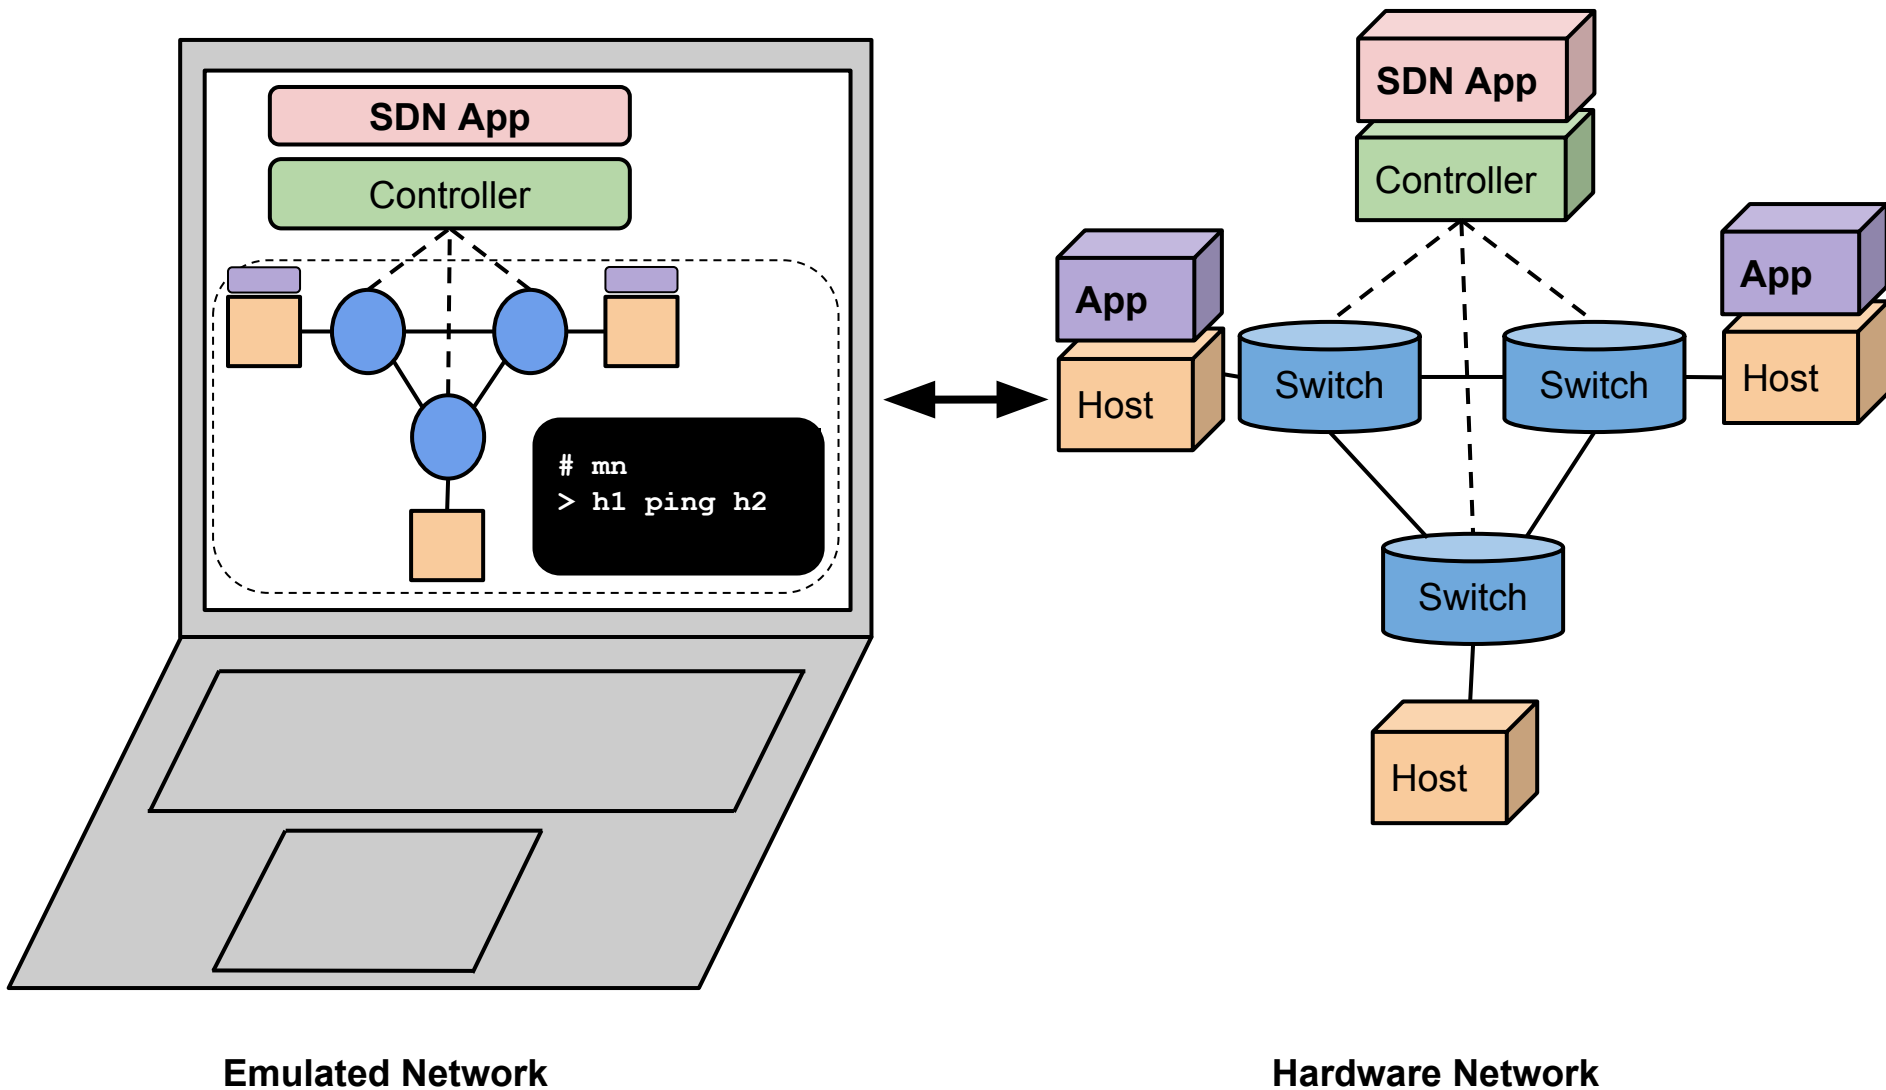 SDN App
Controller
# mn
> h1 ping h2
SDN App
Controller
App
App
Host
Switch
Switch
Host
Switch
Host
Emulated Network
Hardware Network